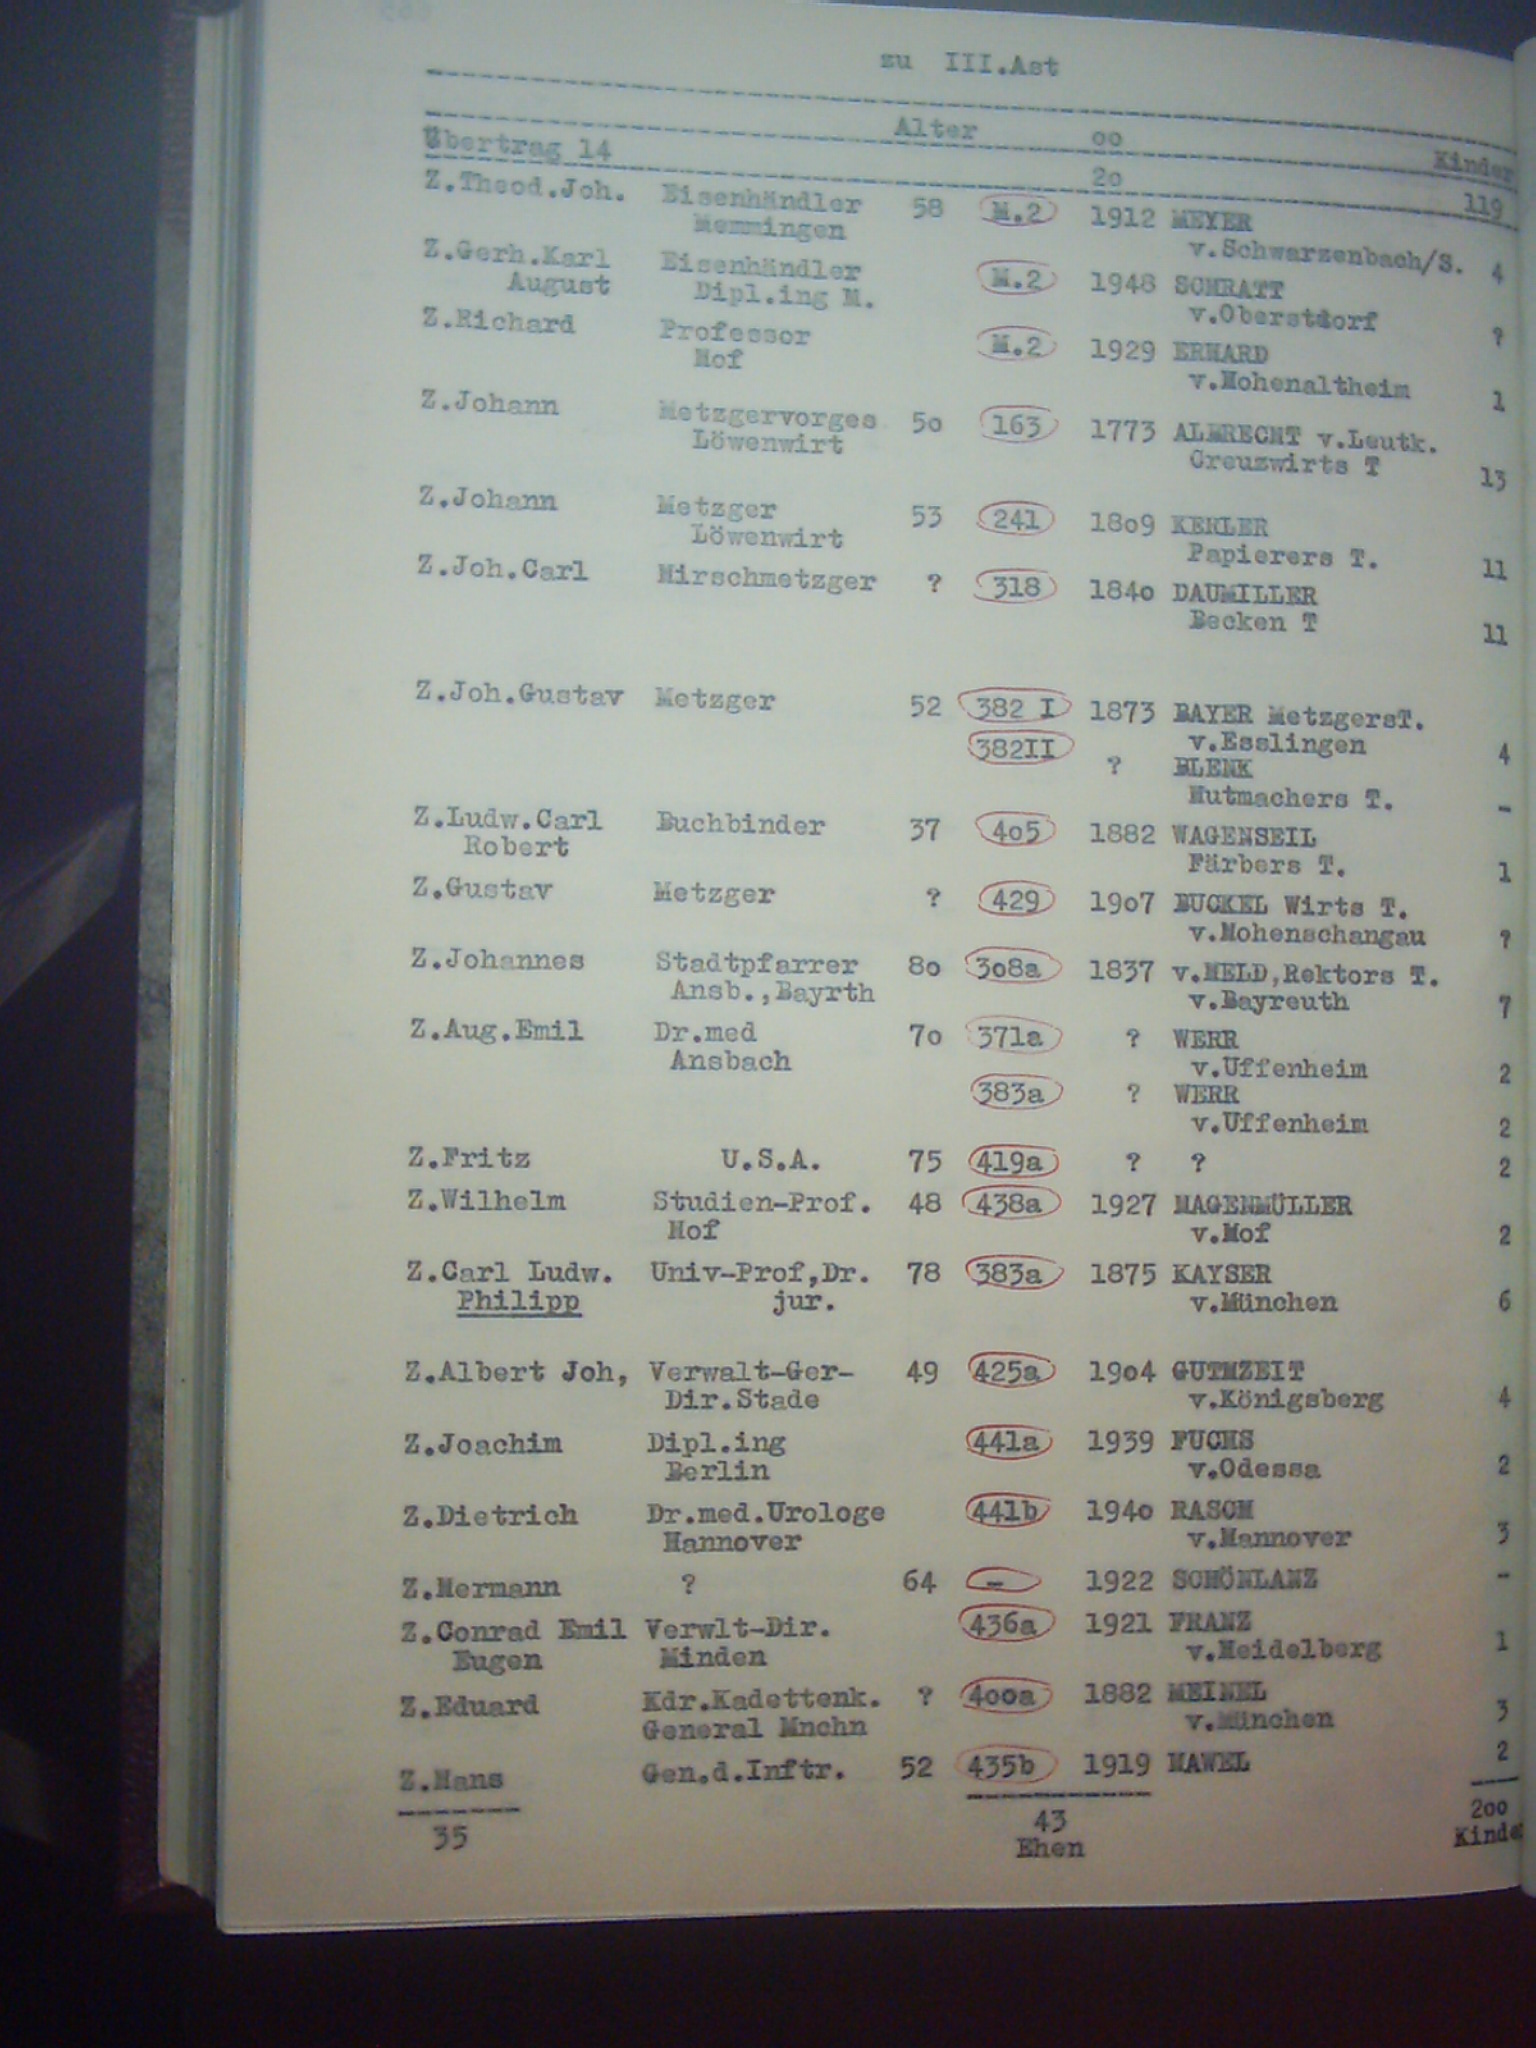 zu III.Ast
Alter oo Kinder
Übertrag 14 20 119
Z.Theod.Joh. Eisenhändler 58 M.2 1912 MEYER
Memmingen v.Schwarzenbach/S. 4
Z.Gerh.Karl Eisenhändler M.2 1948 SCHRATT
August Dipl.ing M. v.Oberstdorf ?
Z.Richard Professor M.2 1929 ERHARD
Hof v.Hohenaltheim 1
Z.Johann Metzgervorges 5o 163 1773 ALBRECHT v.Leutk.
Löwenwirt Creuzwirts T 13
Z.Johann Metzger 53 241 18o9 KERLER
Löwenwirt Papierers T. 11
Z.Joh.Carl Hirschmetzger ? 318 184o DAUMILLER
Becken T 11
Z.Joh.Gustav Metzger 52 382 I 1873 BAYER MetzgersT.
v.Esslingen 4
382II ? BLENK
Hutmachers T. -
Z.Ludw.Carl Buchbinder 37 4o5 1882 WAGENSEIL
Robert Färbers T. 1
Z.Gustav Metzger ? 429 19o7 BUCKEL Wirts T.
v.Hohenschangau ?
Z.Johannes Stadtpfarrer 8o 3o8a 1837 v.HELD,Rektors T.
Ansb.,Bayrth v.Bayreuth 7
Z.Aug.Emil Dr.med 7o 371a ? WERR
Ansbach v.Uffenheim 2
383a ? WERR
v.Uffenheim 2
Z.Fritz U.S.A. 75 419a ? ? 2
Z.Wilhelm Studien-Prof. 48 438a 1927 HAGENMÜLLER
Hof v.Hof 2
Z.Carl Ludw. Univ-Prof,Dr. 78 383a 1875 KAYSER
Philipp jur. v.München 6
Z.Albert Joh, Verwalt-Ger- 49 425a 19o4 GUTHZEIT
Dir.Stade v.Königsberg 4
Z.Joachim Dipl.ing 441a 1939 FUCHS
Berlin v.Odessa 2
Z.Dietrich Dr.med.Urologe 441b 194o RASCH
Hannover v.Hannover 3
Z.Hermann ? 64 - 1922 SCHÖNLANZ -
Z.Conrad Emil Verwlt-Dir. 436a 1921 FRANZ
Eugen Minden v.Heidelberg 1
Z.Eduard Kdr.Kadettenk. ? 4ooa 1882 MEINEL
General Mnchn v.München 3
Z.Hans Gen.d.Inftr. 52 435b 1919 HAWEL 2
35 43 2oo
Ehen Kinde